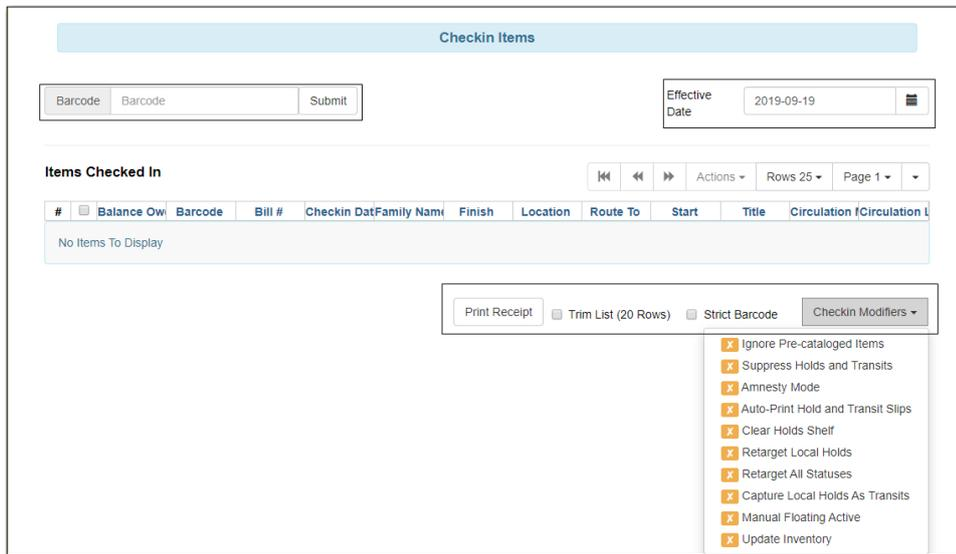 Checkin Items
Barcode Barcode Submit
Effective Date 2019-09-19
Items Checked In
Actions Rows 25 Page 1
# Balance Ow Barcode Bill # Checkin Dat Family Name Finish Location Route To Start Title Circulation Circulation L
No Items To Display
Print Receipt Trim List (20 Rows) Strict Barcode Checkin Modifiers
x Ignore Pre-cataloged Items
x Suppress Holds and Transits
x Amnesty Mode
x Auto-Print Hold and Transit Slips
x Clear Holds Shelf
x Retarget Local Holds
x Retarget All Statuses
x Capture Local Holds As Transits
x Manual Floating Active
x Update Inventory